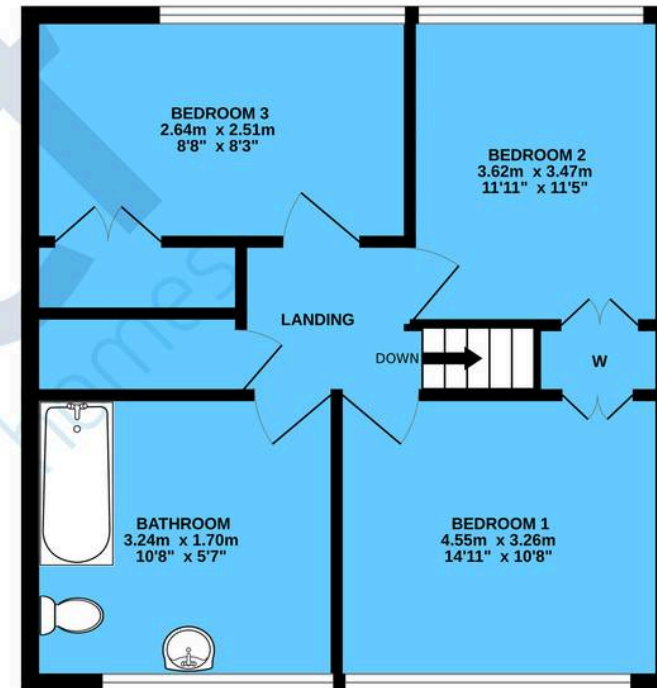 BEDROOM 3
2.64m x 2.51m
8'8" x 8'3"
BEDROOM 2
3.62m x 3.47m
11'11" x 11'5"
LANDING
DOWN
W
BATHROOM
3.24m x 1.70m
10'8" x 5'7"
BEDROOM 1
4.55m x 3.26m
14'11" x 10'8"
homes